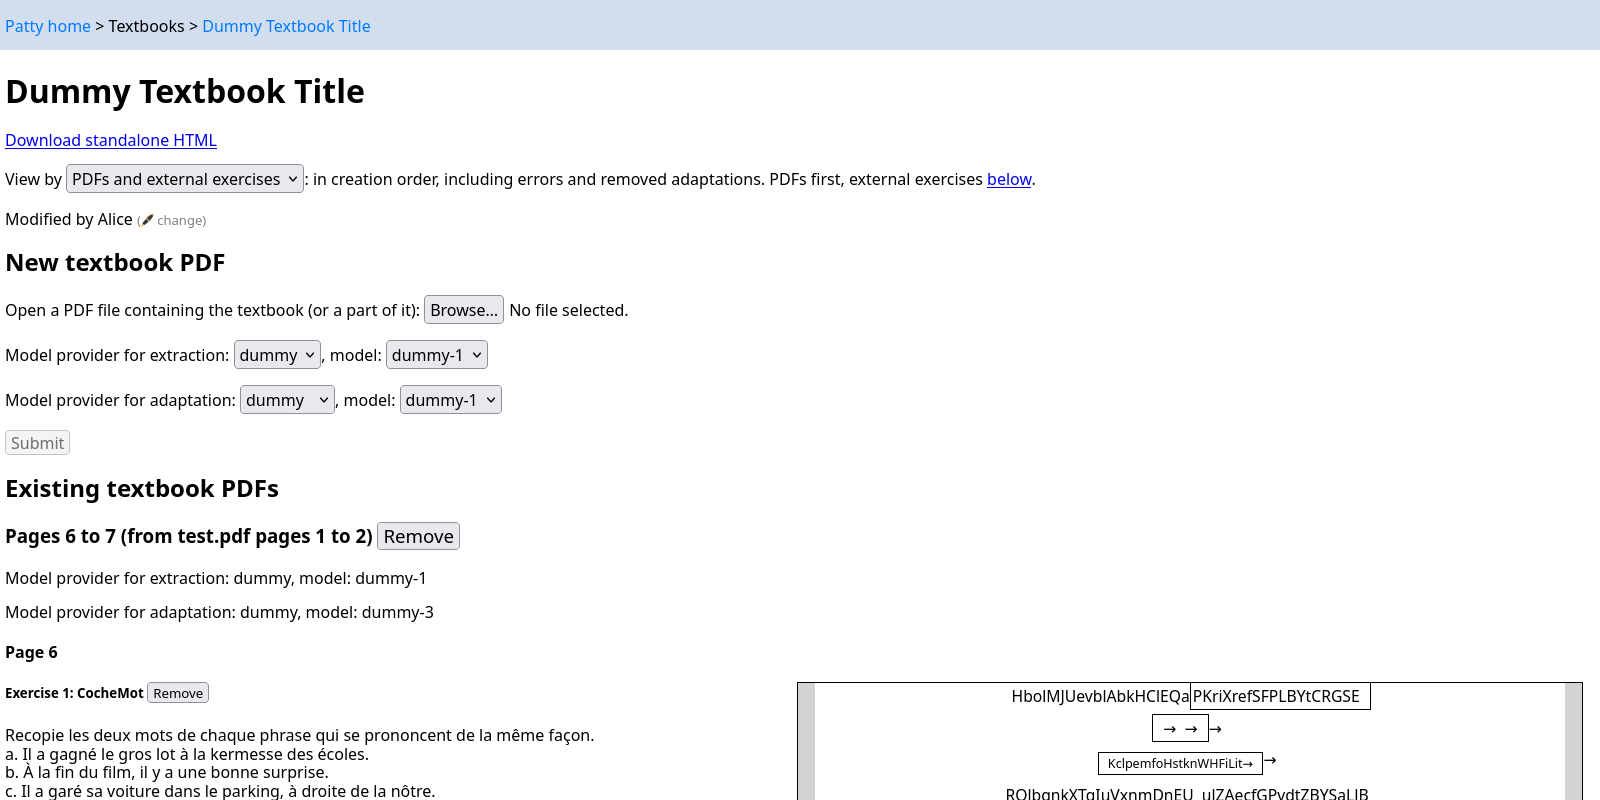 Patty home > Textbooks > Dummy Textbook Title
Dummy Textbook Title
Download standalone HTML
View by PDFs and external exercises : in creation order, including errors and removed adaptations. PDFs first, external exercises below.
Modified by Alice (🖋 change)
New textbook PDF
Open a PDF file containing the textbook (or a part of it): Browse... No file selected.
Model provider for extraction: dummy , model: dummy-1
Model provider for adaptation: dummy , model: dummy-1
Submit
Existing textbook PDFs
Pages 6 to 7 (from test.pdf pages 1 to 2) Remove
Model provider for extraction: dummy, model: dummy-1
Model provider for adaptation: dummy, model: dummy-3
Page 6
Exercise 1: CocheMot Remove
Recopie les deux mots de chaque phrase qui se prononcent de la même façon.
a. Il a gagné le gros lot à la kermesse des écoles.
b. À la fin du film, il y a une bonne surprise.
c. Il a garé sa voiture dans le parking, à droite de la nôtre.
→ → →